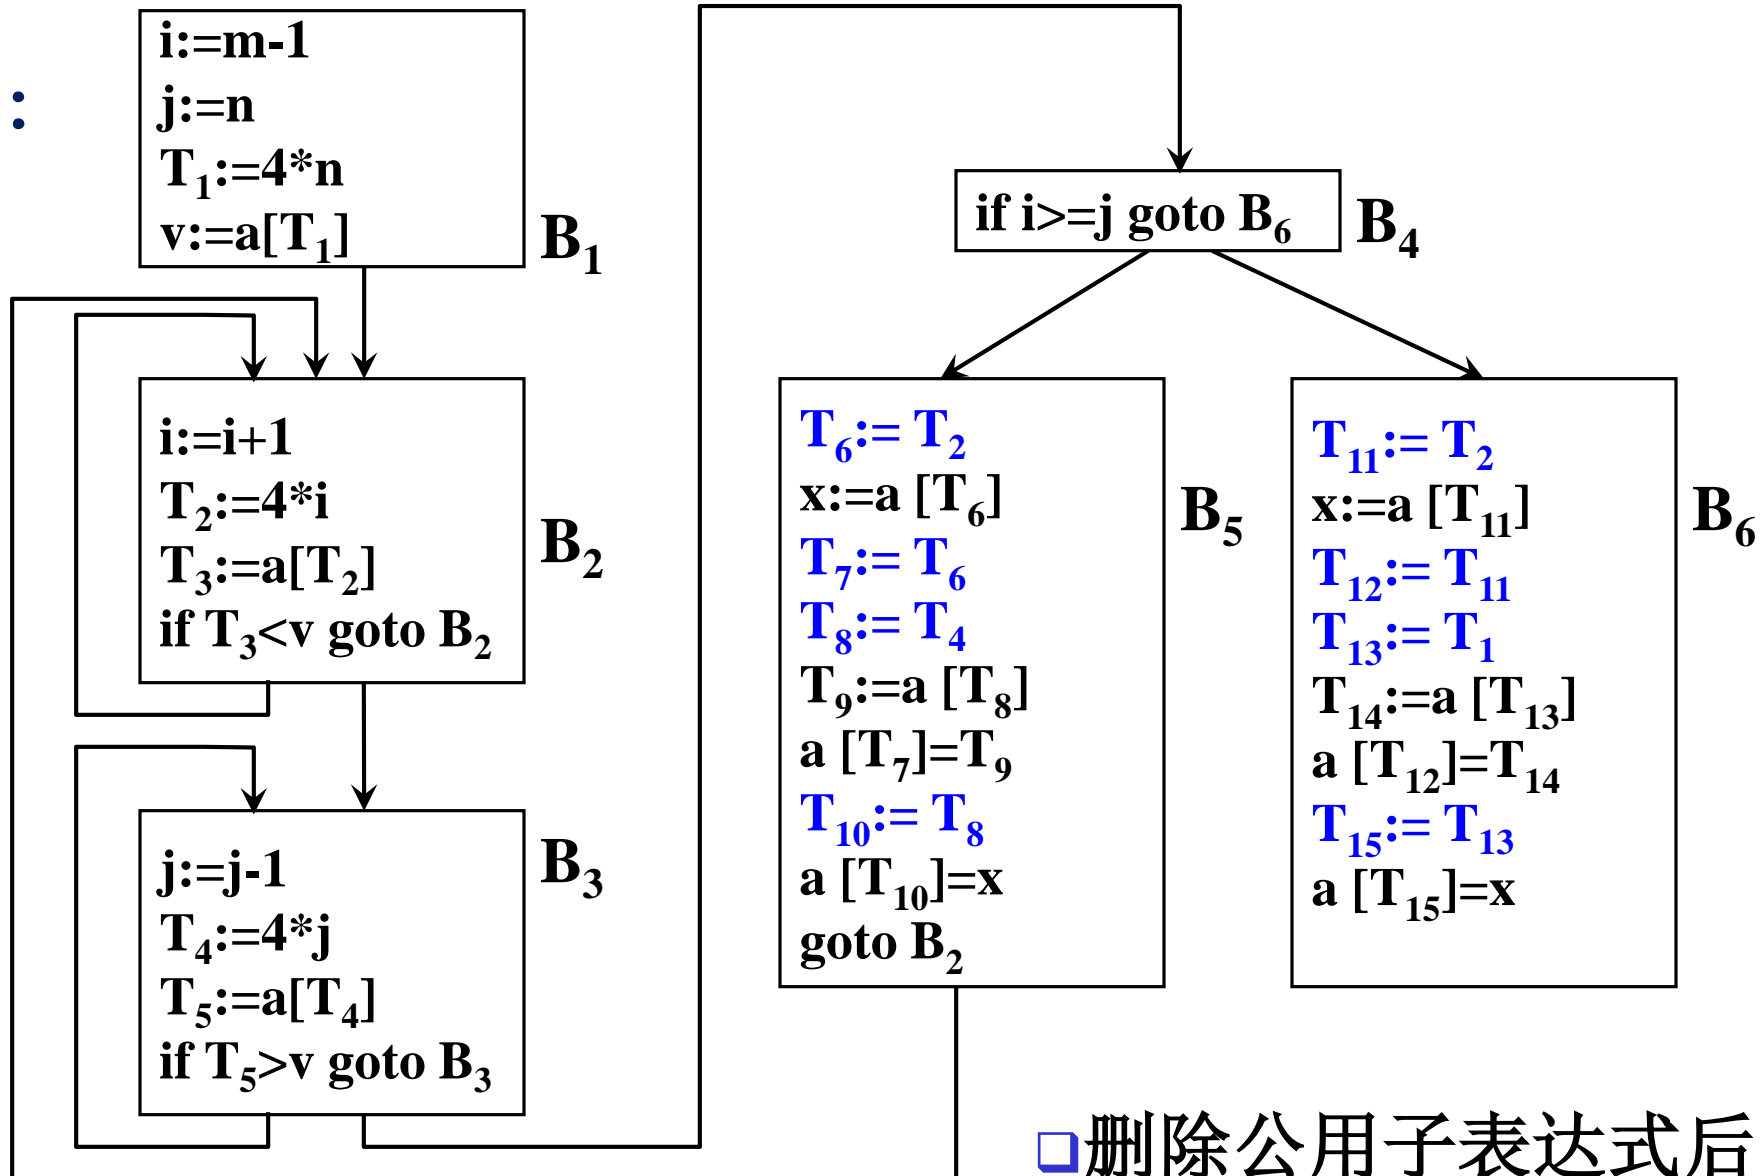 :
i:=m-1
j:=n
T₁:=4*n
v:=a[T₁]
B₁
i:=i+1
T₂:=4*i
T₃:=a[T₂]
if T₃<v goto B₂
B₂
j:=j-1
T₄:=4*j
T₅:=a[T₄]
if T₅>v goto B₃
B₃
if i>=j goto B₆
B₄
T₆:= T₂
x:=a [T₆]
T₇:= T₆
T₈:= T₄
T₉:=a [T₈]
a [T₇]=T₉
T₁₀:= T₈
a [T₁₀]=x
goto B₂
B₅
T₁₁:= T₂
x:=a [T₁₁]
T₁₂:= T₁₁
T₁₃:= T₁
T₁₄:=a [T₁₃]
a [T₁₂]=T₁₄
T₁₅:= T₁₃
a [T₁₅]=x
B₆
删除公用子表达式后